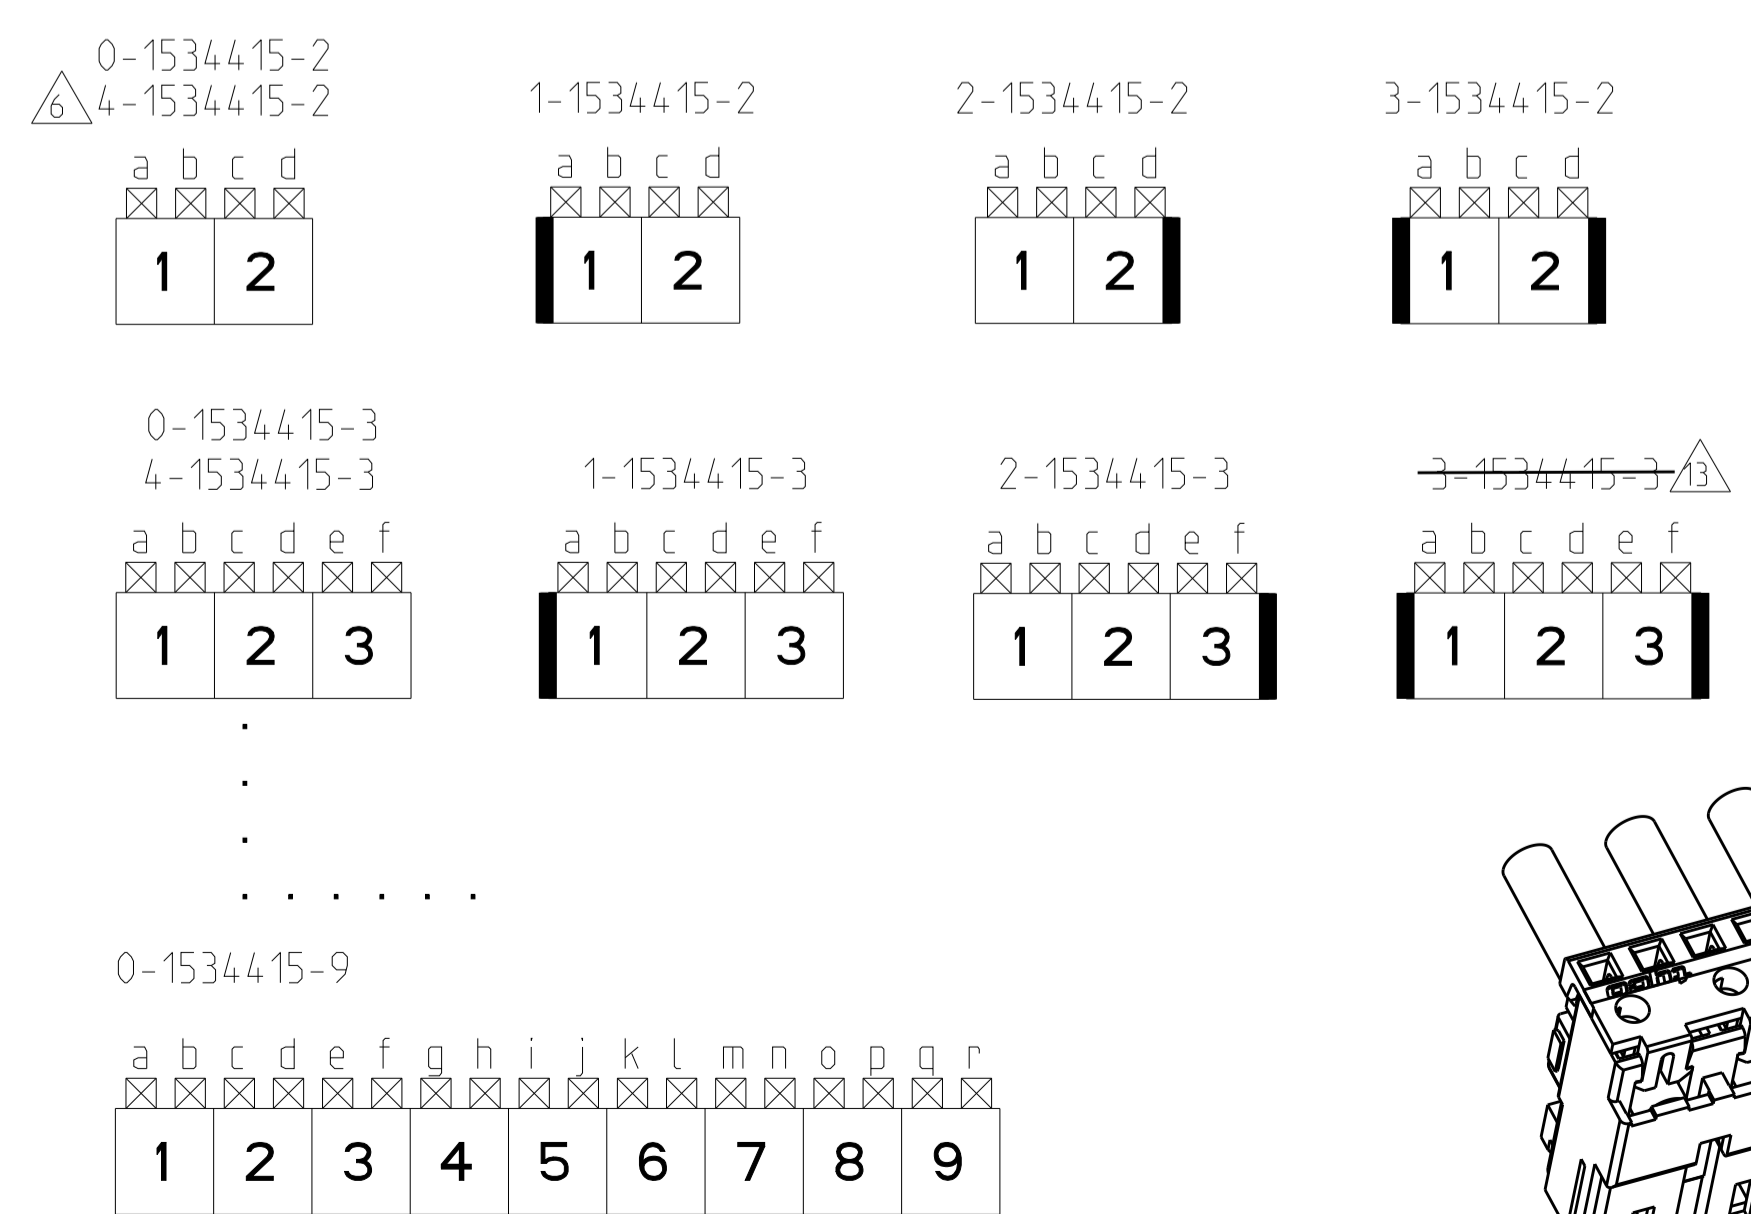 0-1534415-2
6 4-1534415-2
1-1534415-2
2-1534415-2
3-1534415-2
a b c d
a b c d
a b c d
a b c d
1 2
1 2
1 2
1 2
0-1534415-3
4-1534415-3
1-1534415-3
2-1534415-3
3-1534415-3 13
a b c d e f
a b c d e f
a b c d e f
a b c d e f
1 2 3
1 2 3
1 2 3
1 2 3
0-1534415-9
a b c d e f g h i j k l m n o p q r
1 2 3 4 5 6 7 8 9